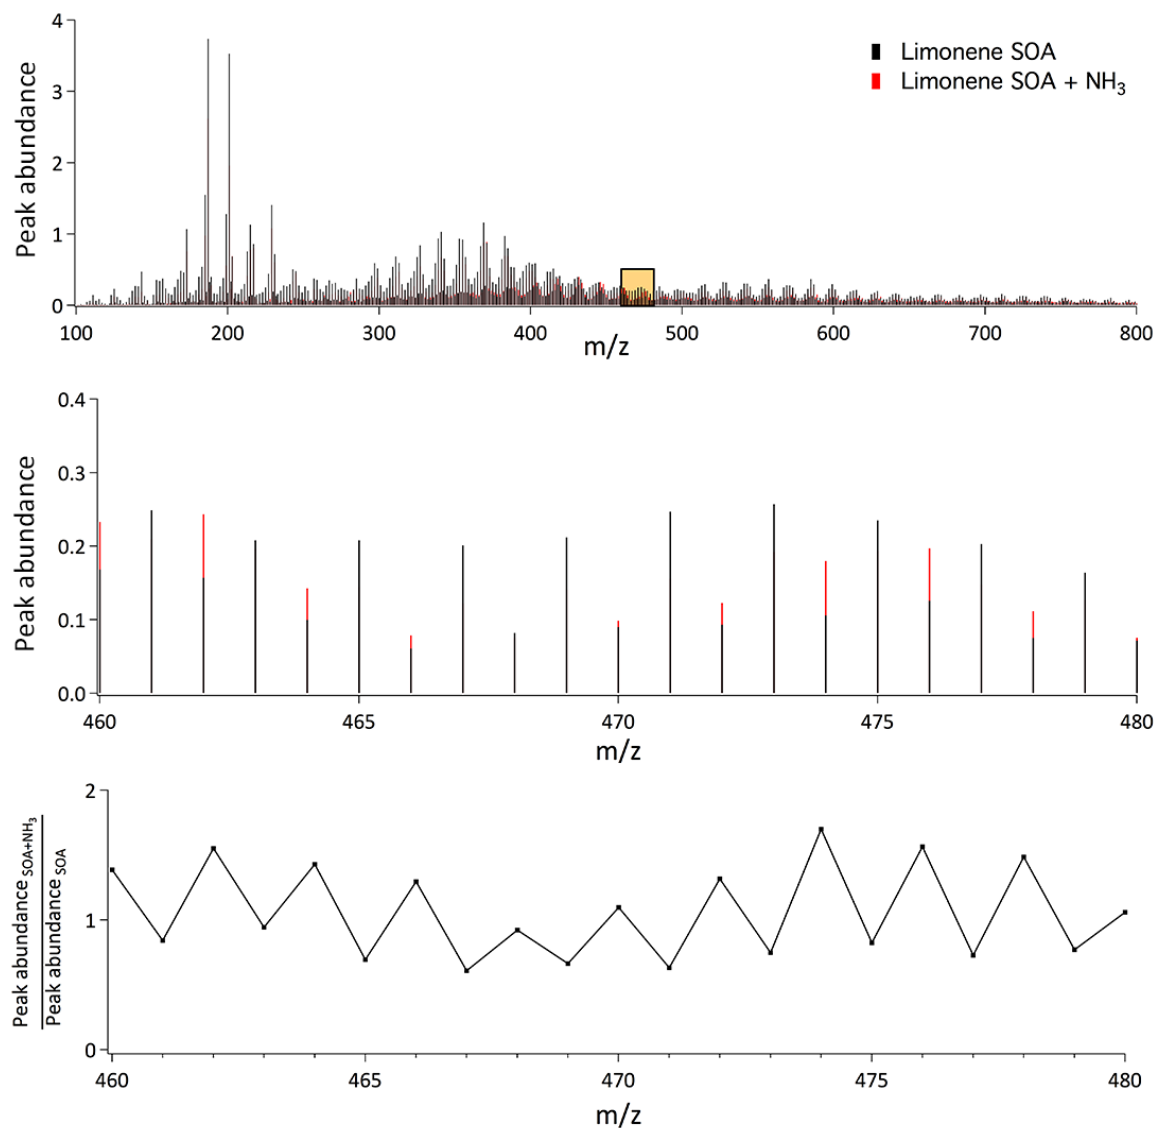 Limonene SOA
Limonene SOA + NH3
Peak abundance
4
3
2
1
0
100 200 300 400 500 600 700 800
m/z
Peak abundance
0.4
0.3
0.2
0.1
0.0
460 465 470 475 480
m/z
Peak abundance SOA+NH3
Peak abundance SOA
2
1
0
460 465 470 475 480
m/z